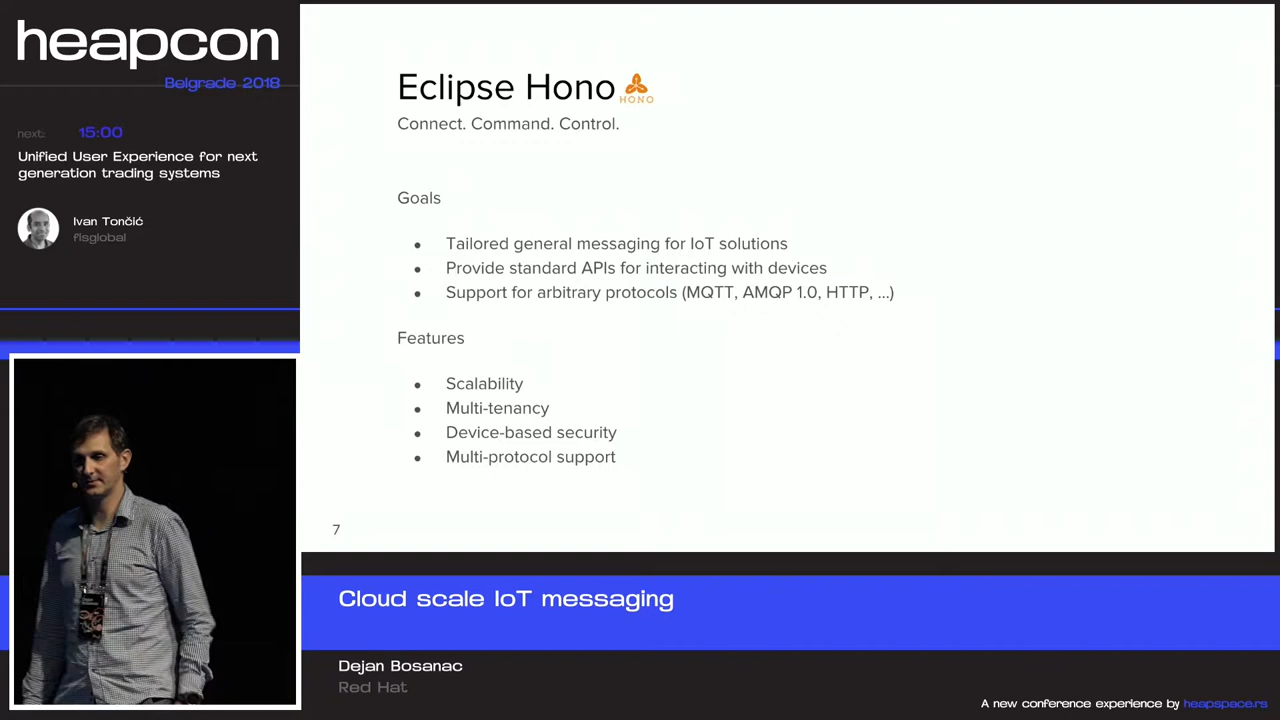 heapcon
Belgrade 2018
next: 15:00
Unified User Experience for next
generation trading systems
Ivan Tončić
fisglobal
Eclipse Hono
HONO
Connect. Command. Control.
Goals
● Tailored general messaging for IoT solutions
● Provide standard APIs for interacting with devices
● Support for arbitrary protocols (MQTT, AMQP 1.0, HTTP, ...)
Features
● Scalability
● Multi-tenancy
● Device-based security
● Multi-protocol support
7
Cloud scale IoT messaging
Dejan Bosanac
Red Hat
A new conference experience by heapspace.rs